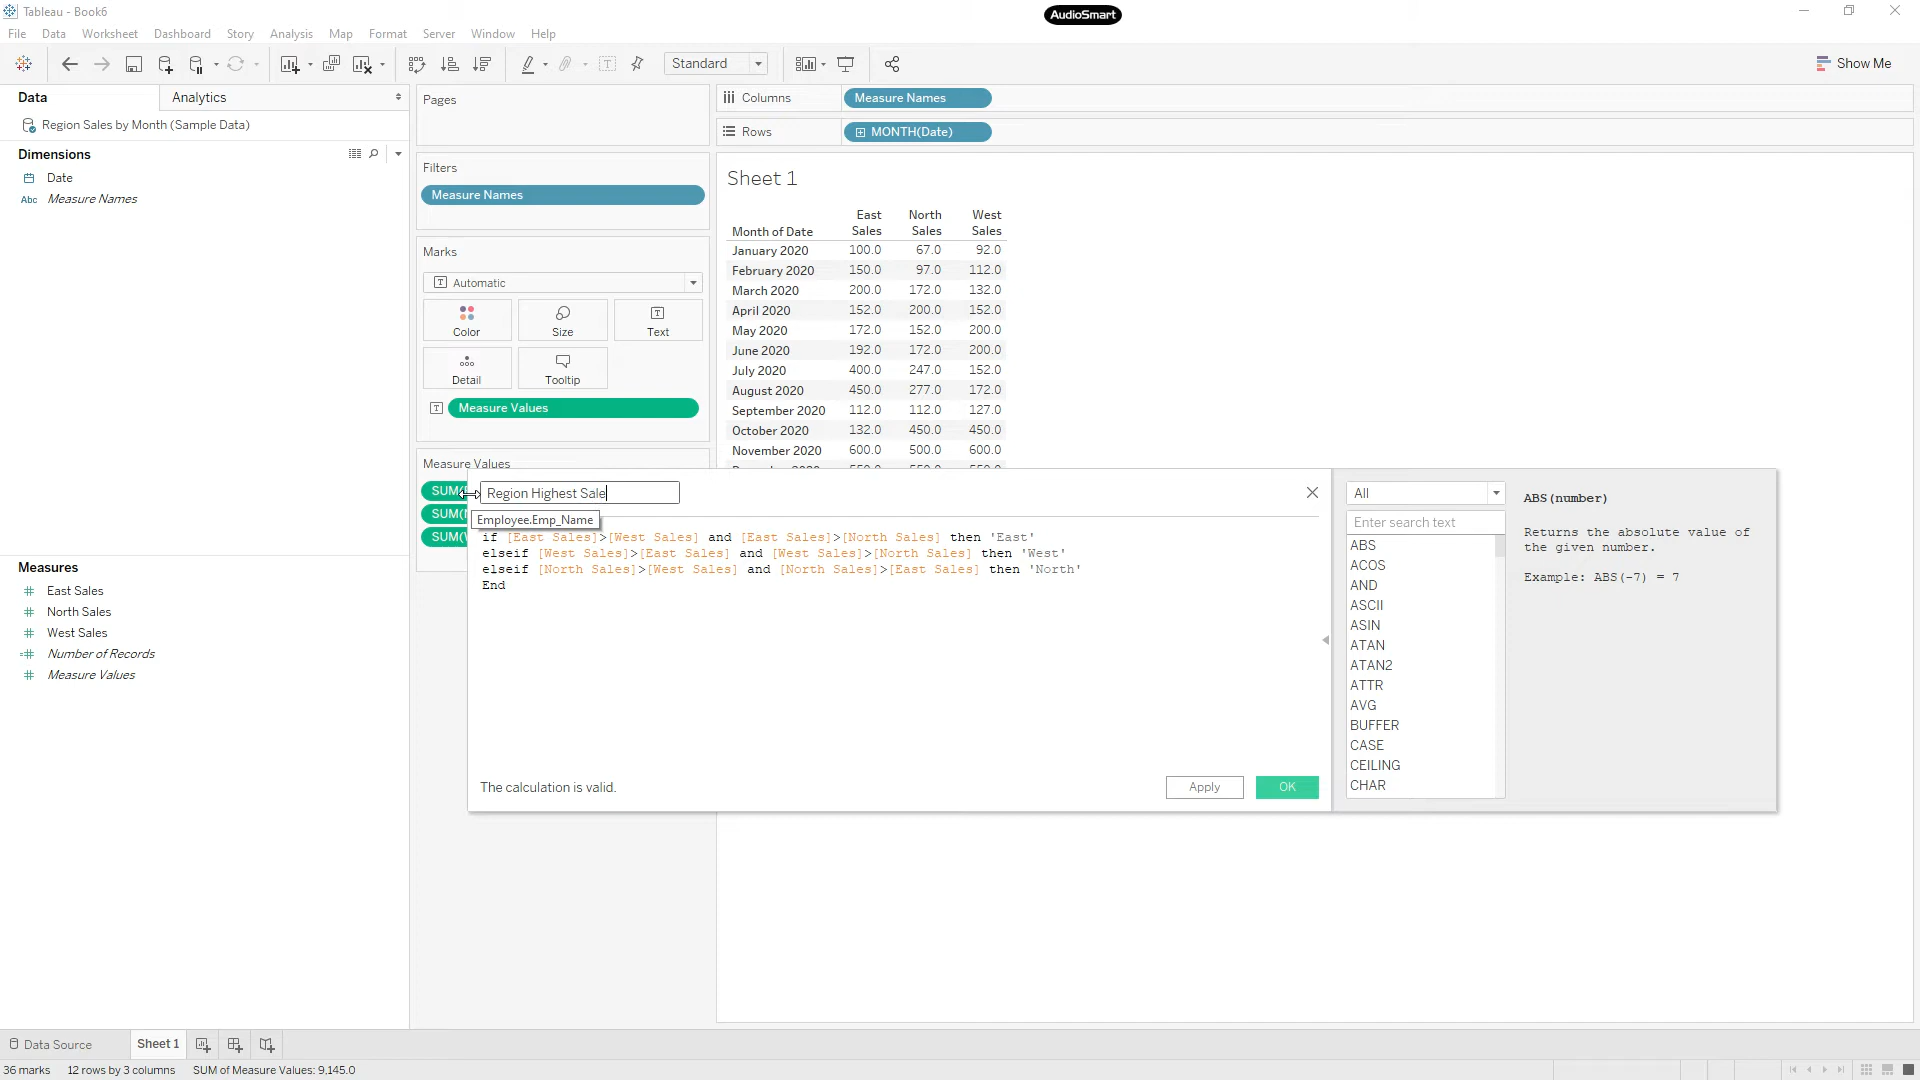 Tableau - Book6
AudioSmart
File Data Worksheet Dashboard Story Analysis Map Format Server Window Help
Standard
Show Me
Data
Analytics
Region Sales by Month (Sample Data)
Dimensions
Date
Abc Measure Names
Measures
East Sales
North Sales
West Sales
Number of Records
Measure Values
Pages
Filters
Measure Names
Marks
Automatic
Color Size Text
Detail Tooltip
Measure Values
Measure Values
SUM(
SUM(
SUM(
Columns Measure Names
Rows MONTH(Date)
Sheet 1
East North West
Month of Date Sales Sales Sales
January 2020 100.0 67.0 92.0
February 2020 150.0 97.0 112.0
March 2020 200.0 172.0 132.0
April 2020 152.0 200.0 152.0
May 2020 172.0 152.0 200.0
June 2020 192.0 172.0 200.0
July 2020 400.0 247.0 152.0
August 2020 450.0 277.0 172.0
September 2020 112.0 112.0 127.0
October 2020 132.0 450.0 450.0
November 2020 600.0 500.0 600.0
Region Highest Sale
Employee.Emp_Name
if [East Sales]>[West Sales] and [East Sales]>[North Sales] then 'East'
elseif [West Sales]>[East Sales] and [West Sales]>[North Sales] then 'West'
elseif [North Sales]>[West Sales] and [North Sales]>[East Sales] then 'North'
End
The calculation is valid.
Apply
OK
All
Enter search text
ABS
ACOS
AND
ASCII
ASIN
ATAN
ATAN2
ATTR
AVG
BUFFER
CASE
CEILING
CHAR
ABS(number)
Returns the absolute value of
the given number.
Example: ABS(-7) = 7
Data Source
Sheet 1
36 marks 12 rows by 3 columns SUM of Measure Values: 9,145.0